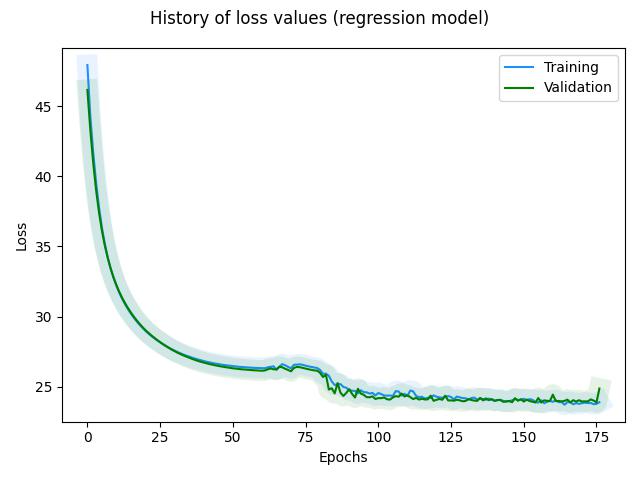 History of loss values (regression model)
Training
Validation
45
40
35
30
25
Loss
0
25
50
75
100
125
150
175
Epochs